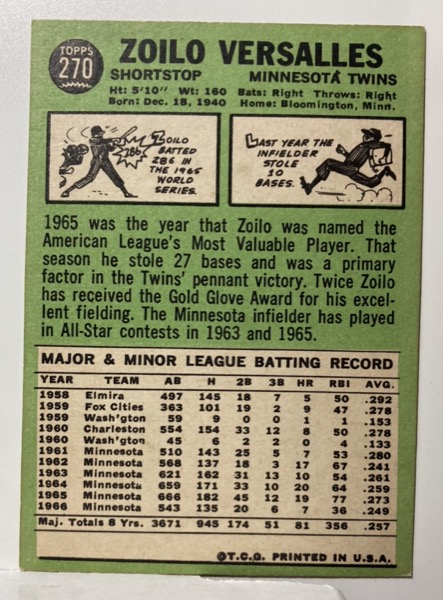 TOPPS
270
ZOILO VERSALLES
SHORTSTOP MINNESOTA TWINS
Ht: 5'10" Wt: 160 Bats: Right Throws: Right
Born: Dec. 18, 1940 Home: Bloomington, Minn.
286
ZOILO
BATTED
.286 IN
THE 1965
WORLD
SERIES.
LAST YEAR THE
INFIELDER
STOLE
10
BASES.
1965 was the year that Zoilo was named the
American League's Most Valuable Player. That
season he stole 27 bases and was a primary
factor in the Twins' pennant victory. Twice Zoilo
has received the Gold Glove Award for his excel-
lent fielding. The Minnesota infielder has played
in All-Star contests in 1963 and 1965.
MAJOR & MINOR LEAGUE BATTING RECORD
YEAR TEAM AB H 2B 3B HR RBI AVG.
1958 Elmira 497 145 18 7 5 50 .292
1959 Fox Cities 363 101 19 2 9 47 .278
1959 Wash'gton 59 9 0 0 1 1 .153
1960 Charleston 554 154 33 12 8 50 .278
1960 Wash'gton 45 6 2 2 0 4 .133
1961 Minnesota 510 143 25 5 7 53 .280
1962 Minnesota 568 137 18 3 17 67 .241
1963 Minnesota 621 162 31 13 10 54 .261
1964 Minnesota 659 171 33 10 20 64 .259
1965 Minnesota 666 182 45 12 19 77 .273
1966 Minnesota 543 135 20 6 7 36 .249
Maj. Totals 8 Yrs. 3671 945 174 51 81 356 .257
©T.C.G. PRINTED IN U.S.A.